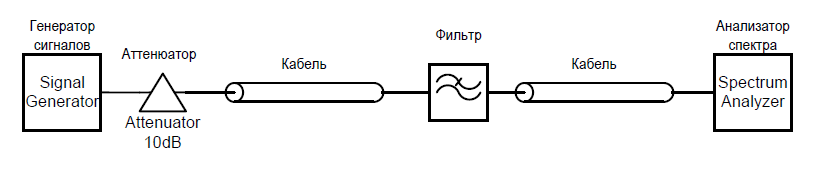 Генератор
сигналов
Signal
Generator
Аттенюатор
Attenuator
10dB
Кабель
Фильтр
Кабель
Анализатор
спектра
Spectrum
Analyzer